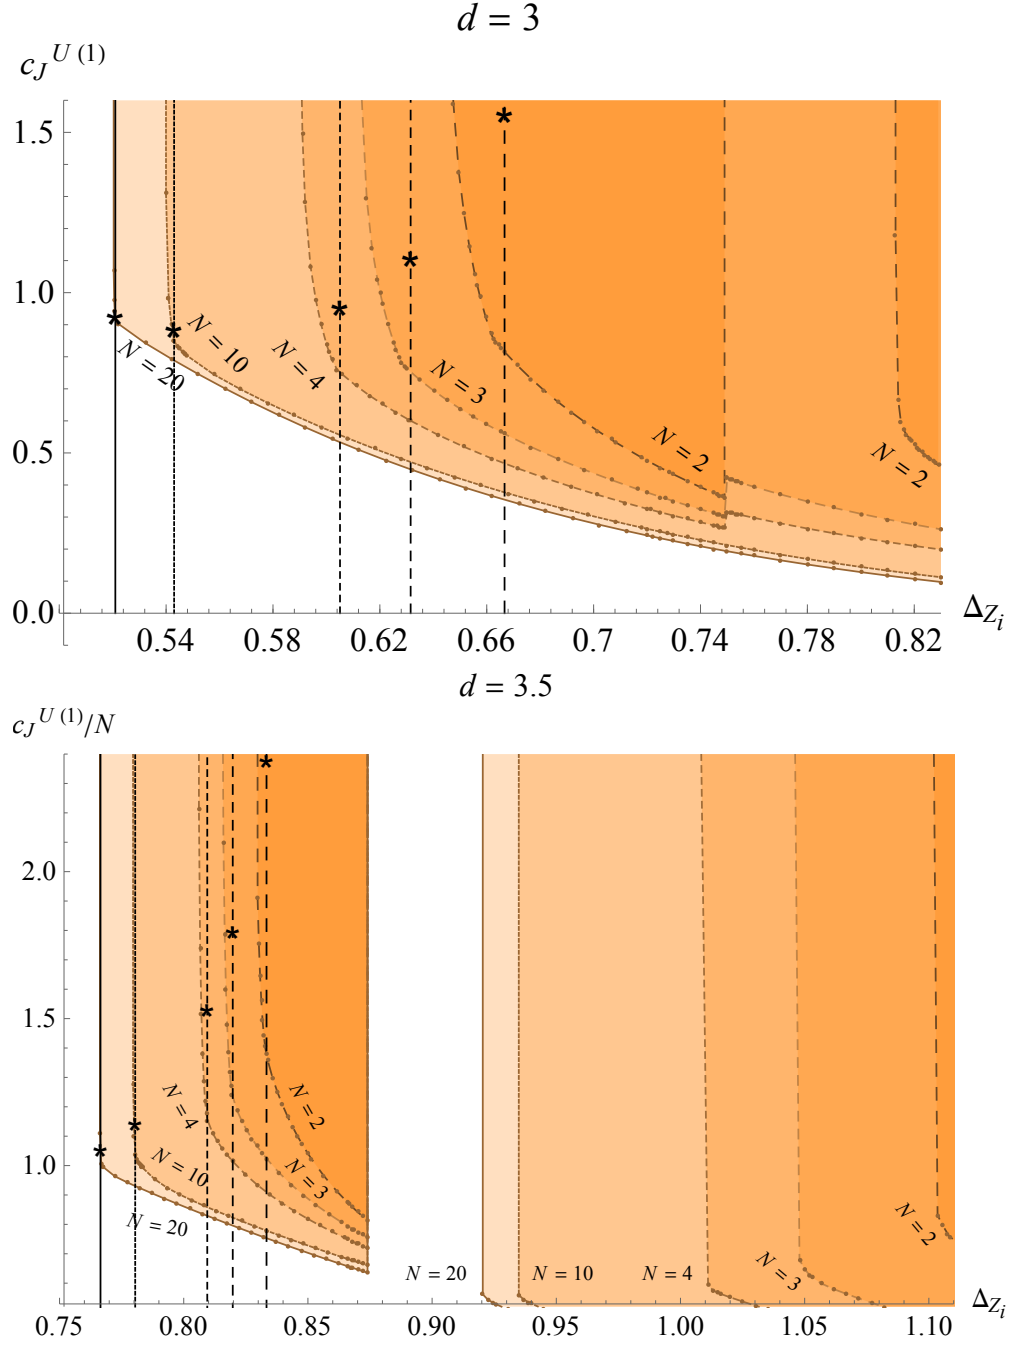 d = 3
c_J^{U(1)}
1.5
1.0
0.5
0.0
N = 20
N = 10
N = 4
N = 3
N = 2
N = 2
0.54 0.58 0.62 0.66 0.7 0.74 0.78 0.82
Δ_{Z_i}
d = 3.5
c_J^{U(1)}/N
2.0
1.5
1.0
N = 4
N = 2
N = 10
N = 3
N = 20
N = 20
N = 10
N = 4
N = 3
N = 2
0.75 0.80 0.85 0.90 0.95 1.00 1.05 1.10
Δ_{Z_i}